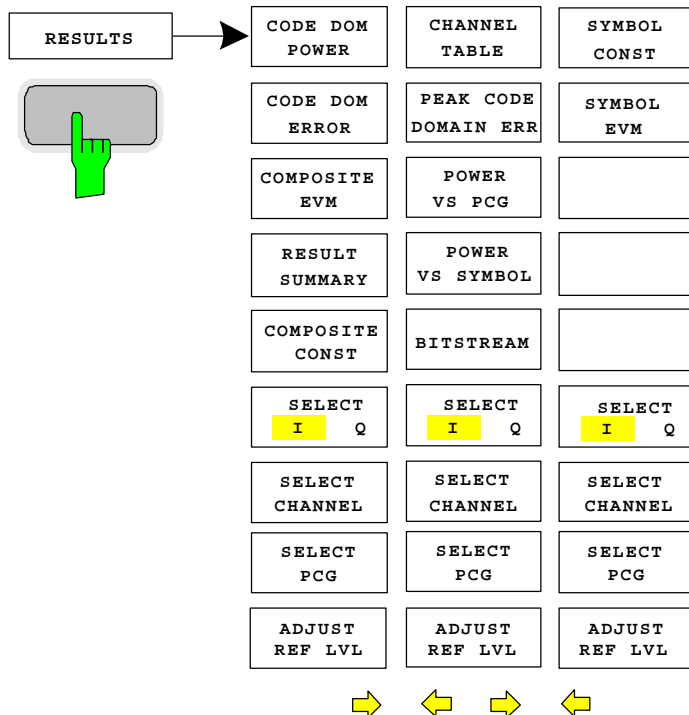 RESULTS
CODE DOM
POWER
CODE DOM
ERROR
COMPOSITE
EVM
RESULT
SUMMARY
COMPOSITE
CONST
SELECT
I Q
SELECT
CHANNEL
SELECT
PCG
ADJUST
REF LVL
CHANNEL
TABLE
PEAK CODE
DOMAIN ERR
POWER
VS PCG
POWER
VS SYMBOL
BITSTREAM
SELECT
I Q
SELECT
CHANNEL
SELECT
PCG
ADJUST
REF LVL
SYMBOL
CONST
SYMBOL
EVM
SELECT
I Q
SELECT
CHANNEL
SELECT
PCG
ADJUST
REF LVL